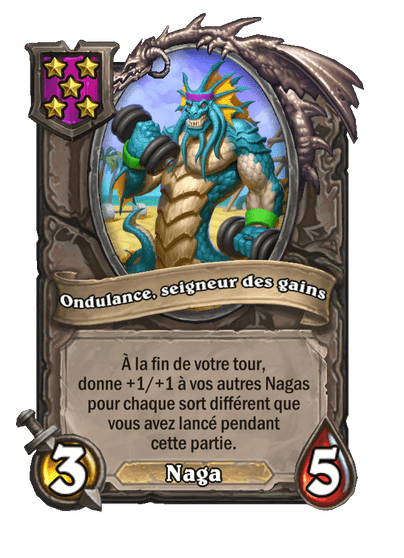 Ondulance, seigneur des gains
À la fin de votre tour,
donne +1/+1 à vos autres Nagas
pour chaque sort différent que
vous avez lancé pendant
cette partie.
3
Naga
5